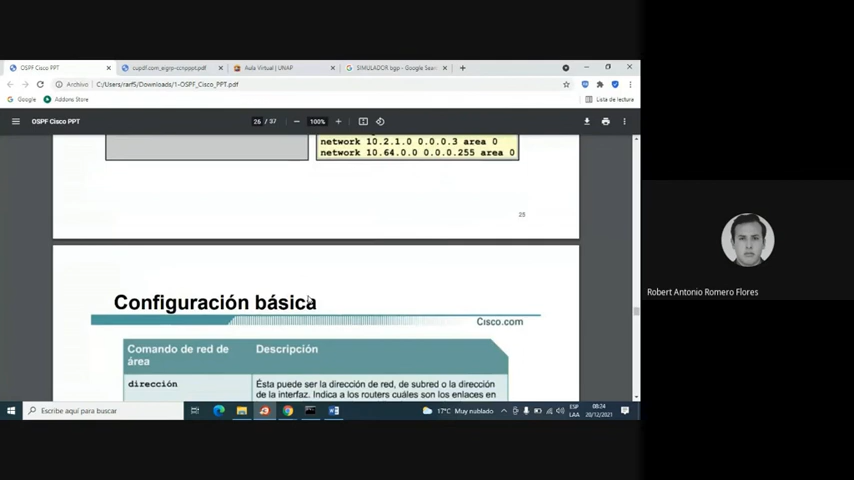 OSPF Cisco PPT
cupdf.com_eigrp-ccnpppt.pdf
Aula Virtual | UNAP
SIMULADOR bgp - Google Sear
Archivo
C:/Users/rarf5/Downloads/1-OSPF_Cisco_PPT.pdf
Google
Addons Store
Lista de lectura
OSPF Cisco PPT
26 / 37
100%
network 10.2.1.0 0.0.0.3 area 0
network 10.64.0.0 0.0.0.255 area 0
25
Configuración básica
Cisco.com
Comando de red de
área
Descripción
dirección
Ésta puede ser la dirección de red, de subred o la dirección
de la interfaz. Indica a los routers cuáles son los enlaces en
Robert Antonio Romero Flores
Escribe aquí para buscar
17°C Muy nublado
ESP
LAA
08:24
20/12/2021